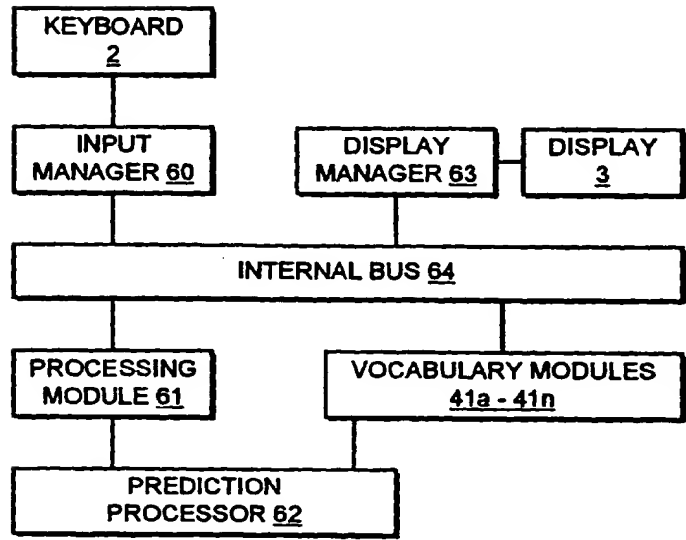 KEYBOARD
2
INPUT
MANAGER 60
DISPLAY
MANAGER 63
DISPLAY
3
INTERNAL BUS 64
PROCESSING
MODULE 61
VOCABULARY MODULES
41a - 41n
PREDICTION
PROCESSOR 62